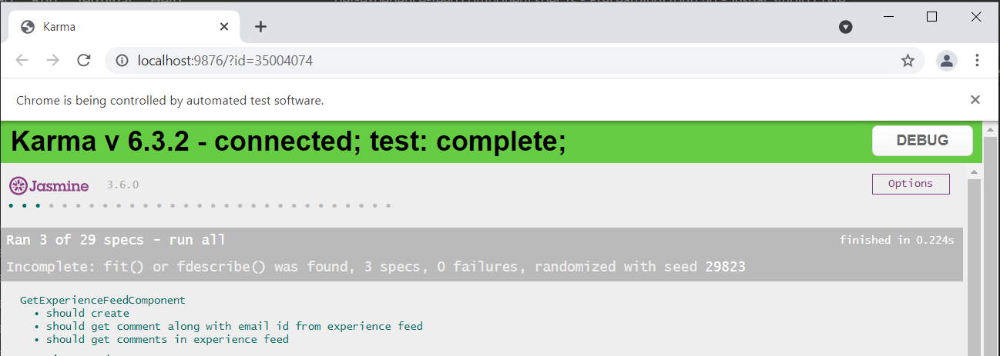 Karma
localhost:9876/?id=35004074
Chrome is being controlled by automated test software.
Karma v 6.3.2 - connected; test: complete;
DEBUG
Jasmine 3.6.0
Options
Ran 3 of 29 specs - run all
finished in 0.224s
Incomplete: fit() or fdescribe() was found, 3 specs, 0 failures, randomized with seed 29823
GetExperienceFeedComponent
• should create
• should get comment along with email id from experience feed
• should get comments in experience feed